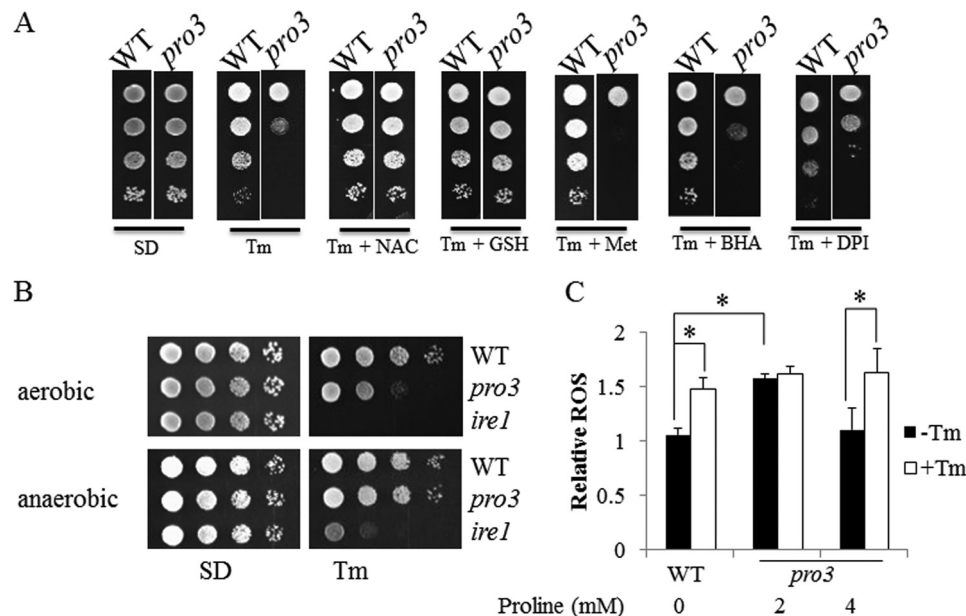 A
WT pro3 WT pro3 WT pro3 WT pro3 WT pro3 WT pro3 WT pro3
SD Tm Tm + NAC Tm + GSH Tm + Met Tm + BHA Tm + DPI
B
aerobic
WT
pro3
ire1
anaerobic
WT
pro3
ire1
SD Tm
C
Relative ROS
2
1.5
1
0.5
0
* * *
-Tm
+Tm
WT pro3
Proline (mM) 0 2 4